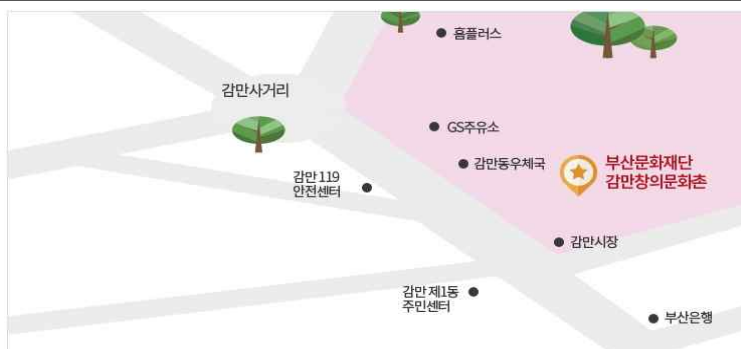 홈플러스
감만사거리
GS주유소
감만동우체국
부산문화재단
감만창의문화촌
감만 119
안전센터
감만시장
감만 제1동
주민센터
부산은행